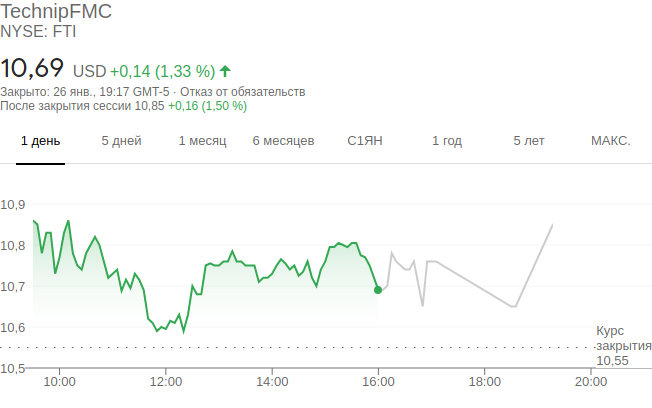 TechnipFMC
NYSE: FTI
10,69 USD +0,14 (1,33 %)
Закрыто: 26 янв., 19:17 GMT-5 · Отказ от обязательств
После закрытия сессии 10,85 +0,16 (1,50 %)
1 день 5 дней 1 месяц 6 месяцев С1ЯН 1 год 5 лет МАКС.
10,9
10,8
10,7
10,6
Курс
закрытия
10,55
10,5
10:00 12:00 14:00 16:00 18:00 20:00